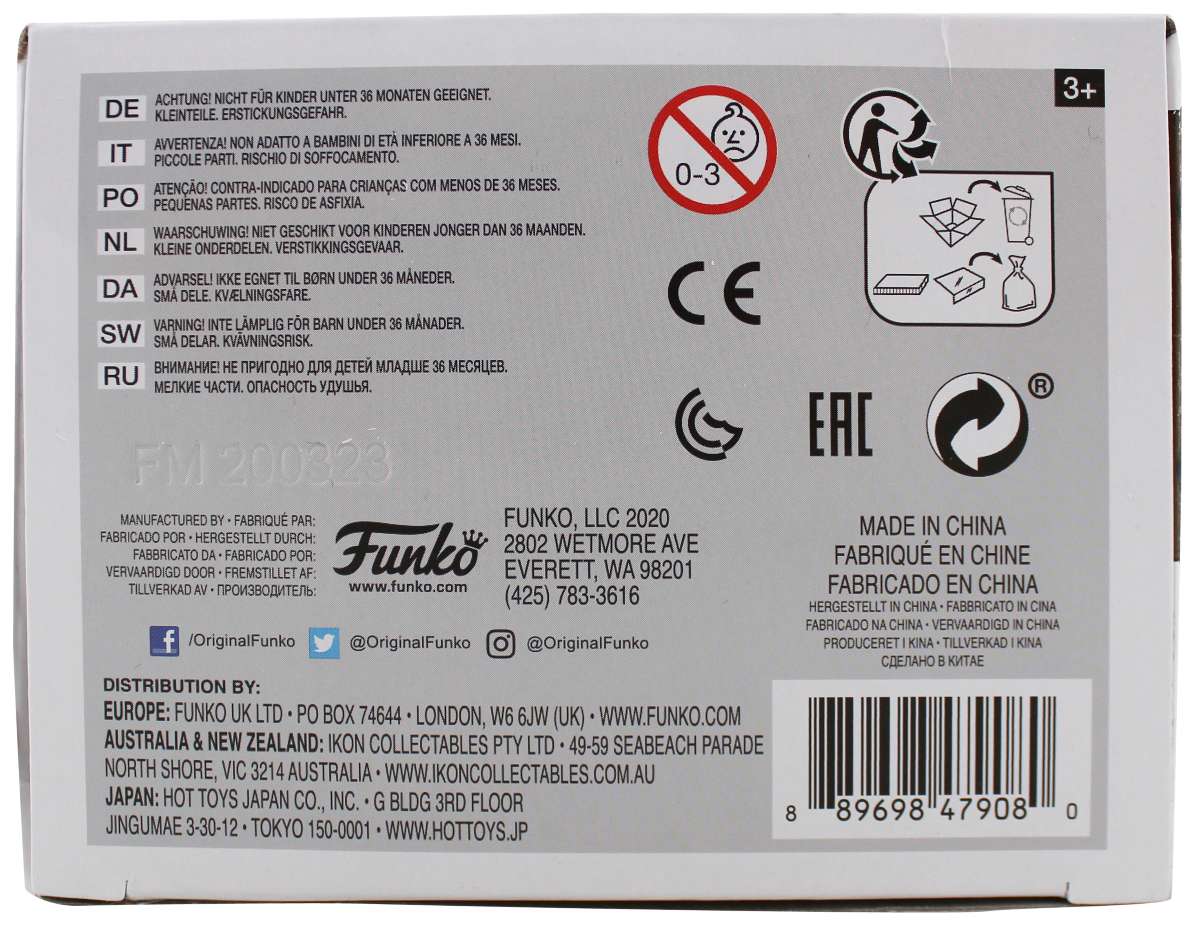 3+
DE
ACHTUNG! NICHT FÜR KINDER UNTER 36 MONATEN GEEIGNET.
KLEINTEILE. ERSTICKUNGSGEFAHR.
IT
AVVERTENZA! NON ADATTO A BAMBINI DI ETÀ INFERIORE A 36 MESI.
PICCOLE PARTI. RISCHIO DI SOFFOCAMENTO.
PO
ATENÇÃO! CONTRA-INDICADO PARA CRIANÇAS COM MENOS DE 36 MESES.
PEQUENAS PARTES. RISCO DE ASFIXIA.
NL
WAARSCHUWING! NIET GESCHIKT VOOR KINDEREN JONGER DAN 36 MAANDEN.
KLEINE ONDERDELEN. VERSTIKKINGSGEVAAR.
DA
ADVARSEL! IKKE EGNET TIL BØRN UNDER 36 MÅNEDER.
SMÅ DELE. KVÆLNINGSFARE.
SW
VARNING! INTE LÄMPLIG FÖR BARN UNDER 36 MÅNADER.
SMÅ DELAR. KVÄVNINGSRISK.
RU
ВНИМАНИЕ! НЕ ПРИГОДНО ДЛЯ ДЕТЕЙ МЛАДШЕ 36 МЕСЯЦЕВ.
МЕЛКИЕ ЧАСТИ. ОПАСНОСТЬ УДУШЬЯ.
0-3
CE
EAC
®
FM 200323
MANUFACTURED BY • FABRIQUÉ PAR:
FABRICADO POR • HERGESTELLT DURCH:
FABBRICATO DA • FABRICADO POR:
VERVAARDIGD DOOR • FREMSTILLET AF:
TILLVERKAD AV • ПРОИЗВОДИТЕЛЬ:
Funko
www.funko.com
FUNKO, LLC 2020
2802 WETMORE AVE
EVERETT, WA 98201
(425) 783-3616
MADE IN CHINA
FABRIQUÉ EN CHINE
FABRICADO EN CHINA
HERGESTELLT IN CHINA • FABBRICATO IN CINA
FABRICADO NA CHINA • VERVAARDIGD IN CHINA
PRODUCERET I KINA • TILLVERKAD I KINA
СДЕЛАНО В КИТАЕ
/OriginalFunko @OriginalFunko @OriginalFunko
DISTRIBUTION BY:
EUROPE: FUNKO UK LTD • PO BOX 74644 • LONDON, W6 6JW (UK) • WWW.FUNKO.COM
AUSTRALIA & NEW ZEALAND: IKON COLLECTABLES PTY LTD • 49-59 SEABEACH PARADE
NORTH SHORE, VIC 3214 AUSTRALIA • WWW.IKONCOLLECTABLES.COM.AU
JAPAN: HOT TOYS JAPAN CO., INC. • G BLDG 3RD FLOOR
JINGUMAE 3-30-12 • TOKYO 150-0001 • WWW.HOTTOYS.JP
8 89698 47908 0